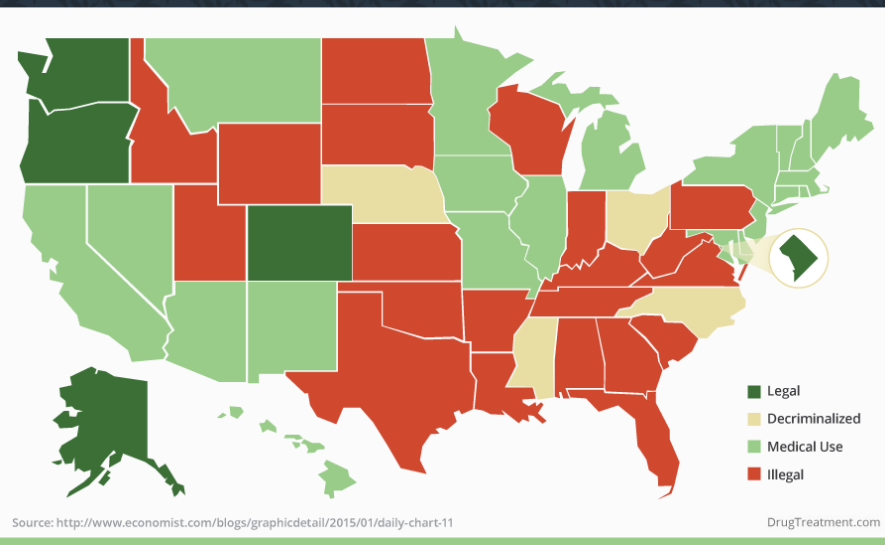 Legal
Decriminalized
Medical Use
Illegal
Source: http://www.economist.com/blogs/graphicdetail/2015/01/daily-chart-11
DrugTreatment.com